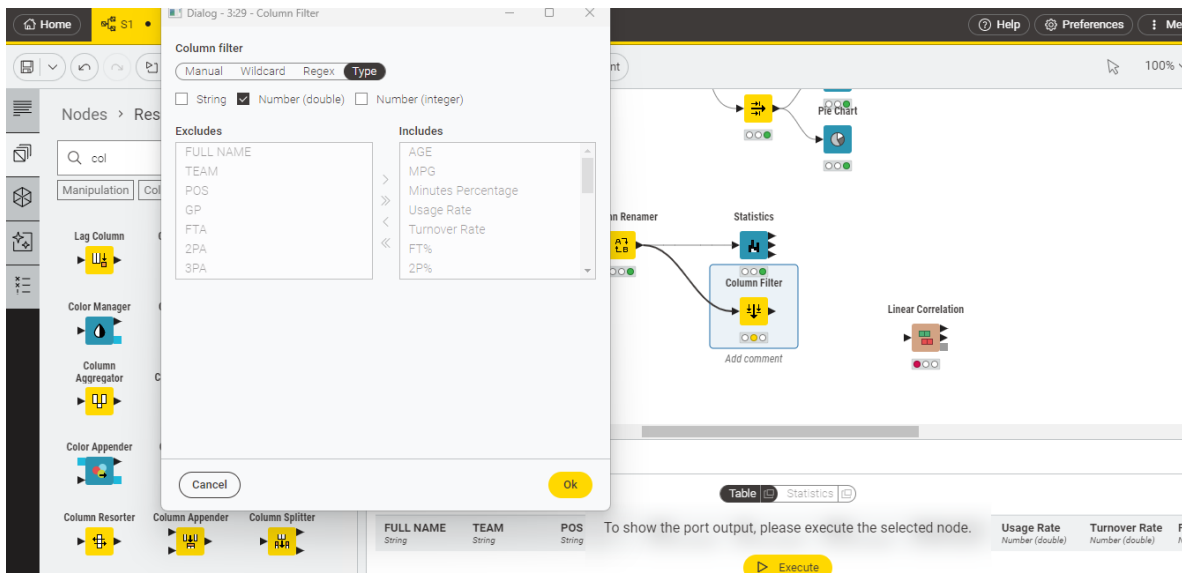 Home
S1
Dialog - 3:29 - Column Filter
Help
Preferences
Me
100%
Column filter
Manual Wildcard Regex Type
String Number (double) Number (integer)
Excludes
FULL NAME
TEAM
POS
GP
FTA
2PA
3PA
Includes
AGE
MPG
Minutes Percentage
Usage Rate
Turnover Rate
FT%
2P%
Cancel
Ok
nt
Nodes > Res
col
Manipulation
Col
Lag Column
Color Manager
Column
Aggregator
Color Appender
Column Resorter
Column Appender
Column Splitter
Pie Chart
n Renamer
Statistics
Column Filter
Add comment
Linear Correlation
Table
Statistics
FULL NAME
String
TEAM
String
POS
String
To show the port output, please execute the selected node.
Execute
Usage Rate
Number (double)
Turnover Rate
Number (double)